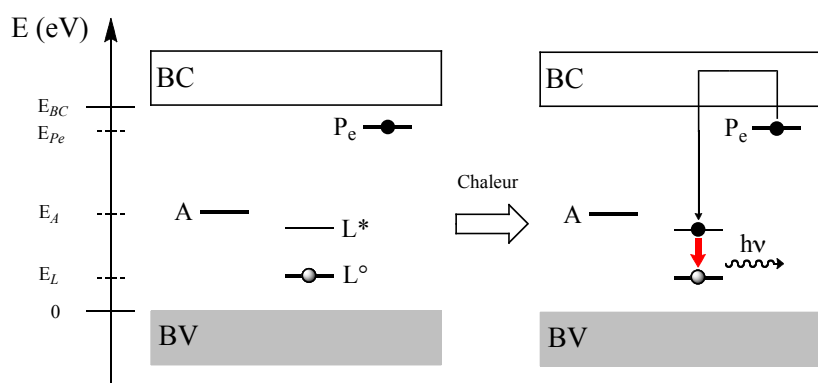 E (eV)
BC
E_BC
E_Pe
P_e
E_A
A
L*
E_L
L°
0
BV
Chaleur
BC
P_e
A
hν
BV